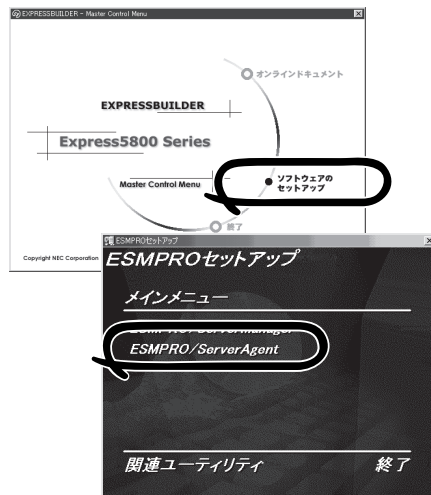 EXPRESSBUILDER - Master Control Menu
オンラインドキュメント
EXPRESSBUILDER
Express5800 Series
ソフトウェアの
セットアップ
Master Control Menu
終了
Copyright NEC Corporation
ESMPROセットアップ
ESMPROセットアップ
メインメニュー
ESMPRO/ServerManager
ESMPRO/ServerAgent
関連ユーティリティ
終了